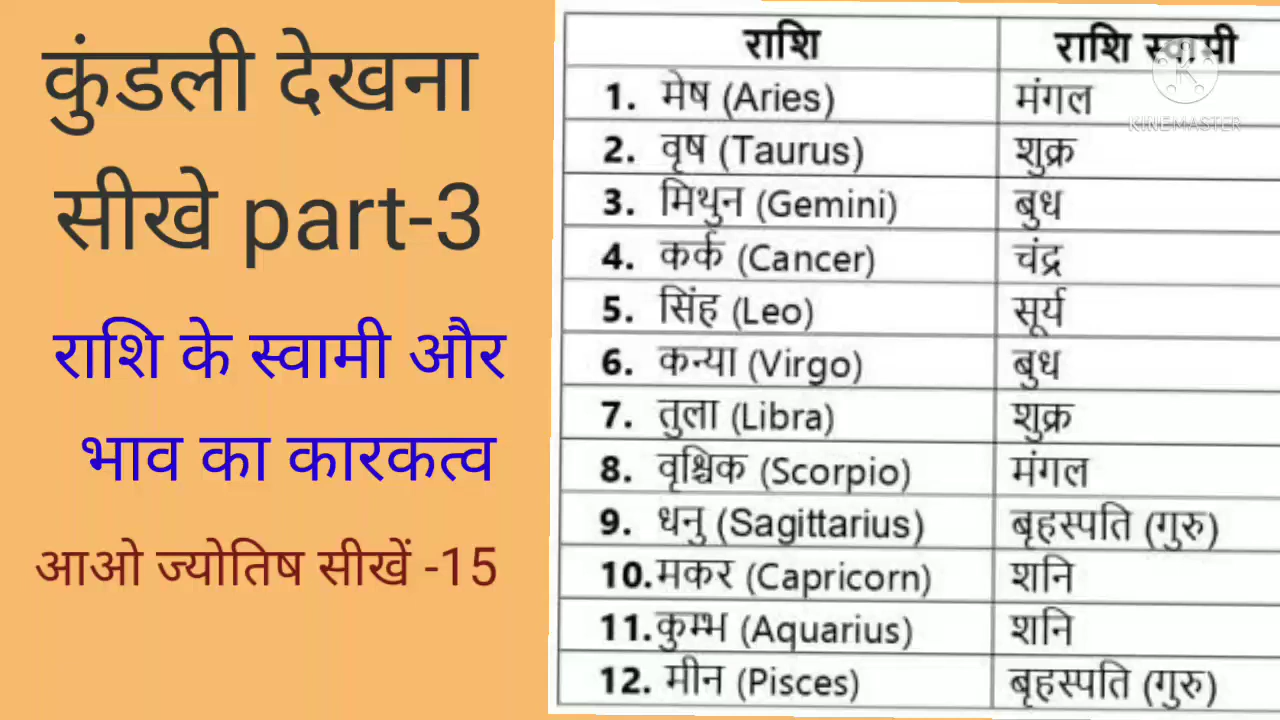 कुंडली देखना
सीखे part-3
राशि के स्वामी और
भाव का कारकत्व
आओ ज्योतिष सीखें -15
राशि राशि स्वामी
1. मेष (Aries) मंगल
2. वृष (Taurus) शुक्र
3. मिथुन (Gemini) बुध
4. कर्क (Cancer) चंद्र
5. सिंह (Leo) सूर्य
6. कन्या (Virgo) बुध
7. तुला (Libra) शुक्र
8. वृश्चिक (Scorpio) मंगल
9. धनु (Sagittarius) बृहस्पति (गुरु)
10. मकर (Capricorn) शनि
11. कुम्भ (Aquarius) शनि
12. मीन (Pisces) बृहस्पति (गुरु)
KINEMASTER